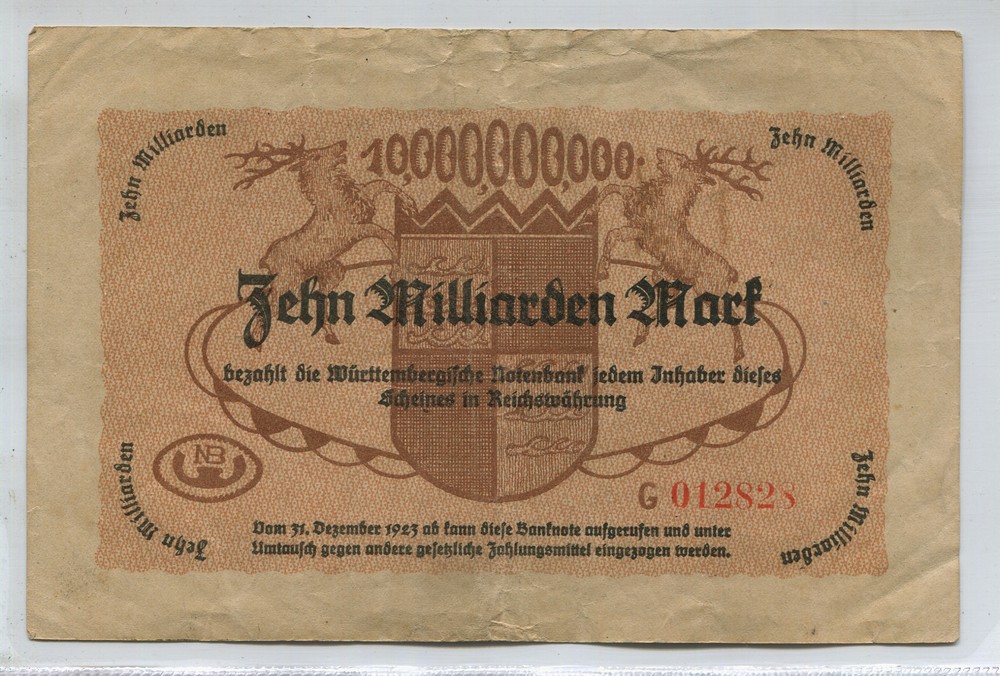 Zehn Milliarden
10,000,000,000.
Zehn Milliarden
Zehn Milliarden Mark
bezahlt die Württembergische Notenbank jedem Inhaber dieses
Scheines in Reichswährung
NB
Zehn Milliarden
G 012828
Zehn Milliarden
Vom 31. Dezember 1923 ab kann diese Banknote aufgerufen und unter
Umtausch gegen andere gesetzliche Zahlungsmittel eingezogen werden.